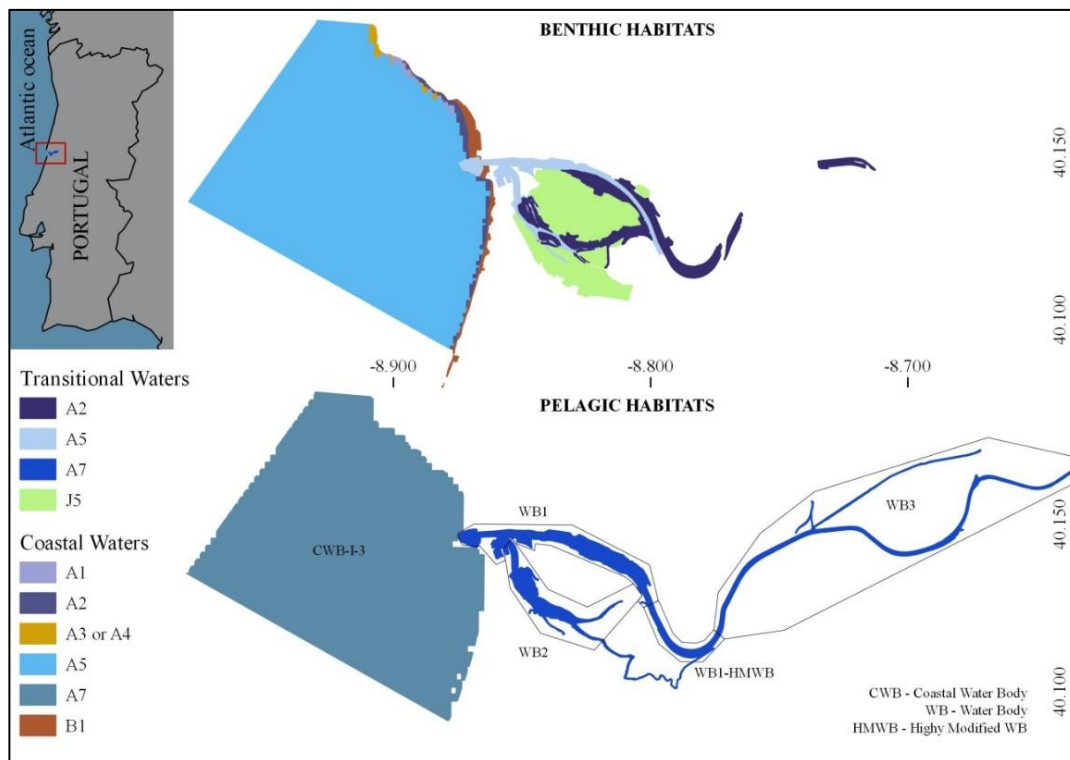 BENTHIC HABITATS
Atlantic ocean
PORTUGAL
40.150
40.100
-8.900
-8.800
-8.700
Transitional Waters
A2
A5
A7
J5
Coastal Waters
A1
A2
A3 or A4
A5
A7
B1
PELAGIC HABITATS
WB1
WB3
CWB-I-3
40.150
WB2
WB1-HMWB
40.100
CWB - Coastal Water Body
WB - Water Body
HMWB - Highy Modified WB